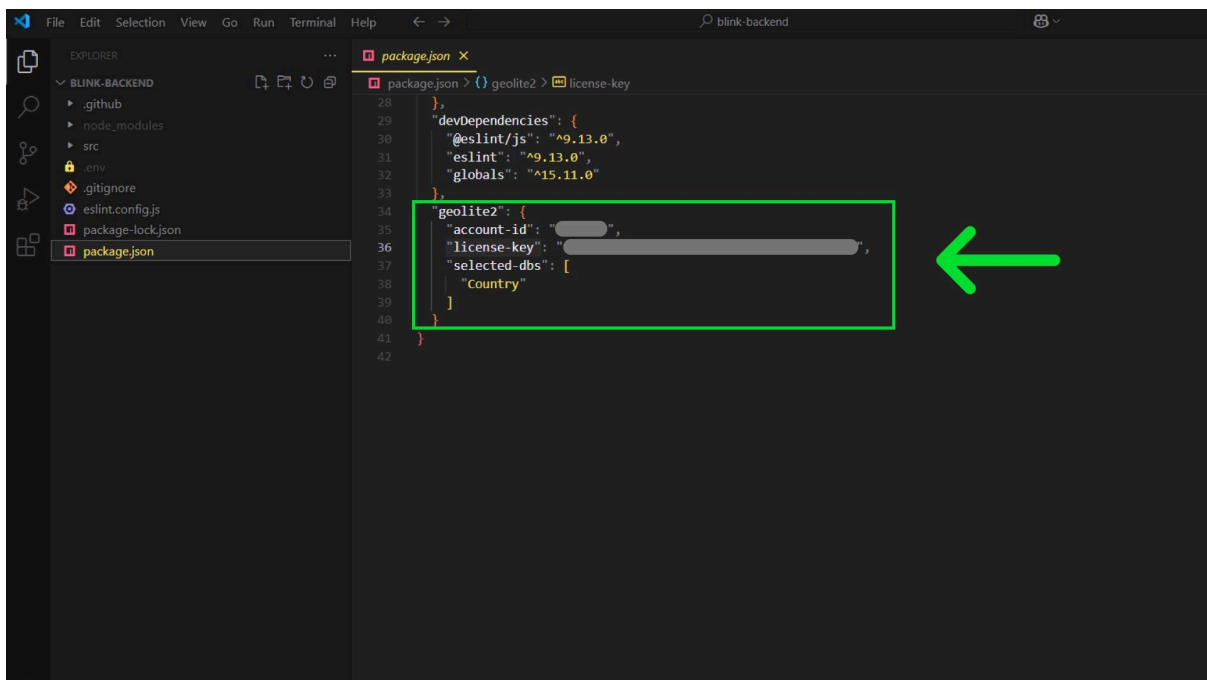 File Edit Selection View Go Run Terminal Help
blink-backend
EXPLORER
BLINK-BACKEND
.github
node_modules
src
.env
.gitignore
eslint.config.js
package-lock.json
package.json
package.json
package.json > {} geolite2 > abc license-key
28 },
29 "devDependencies": {
30 "@eslint/js": "^9.13.0",
31 "eslint": "^9.13.0",
32 "globals": "^15.11.0"
33 },
34 "geolite2": {
35 "account-id": "",
36 "license-key": "",
37 "selected-dbs": [
38 "Country"
39 ]
40 }
41 }
42